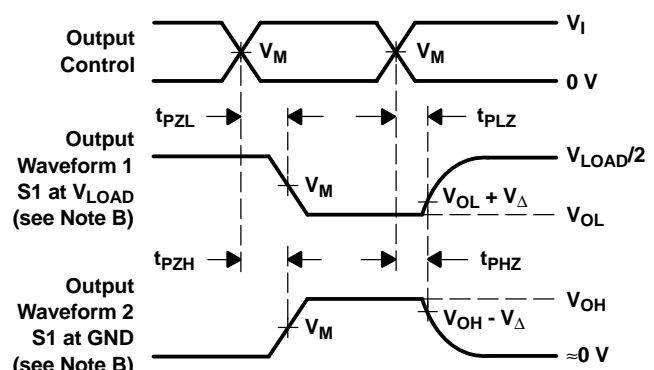 Output
Control
V_M
V_M
V_I
0 V
t_PZL
t_PLZ
Output
Waveform 1
S1 at V_LOAD
(see Note B)
V_M
V_LOAD/2
V_OL + V_Δ
V_OL
t_PZH
t_PHZ
Output
Waveform 2
S1 at GND
(see Note B)
V_M
V_OH
V_OH - V_Δ
≈0 V